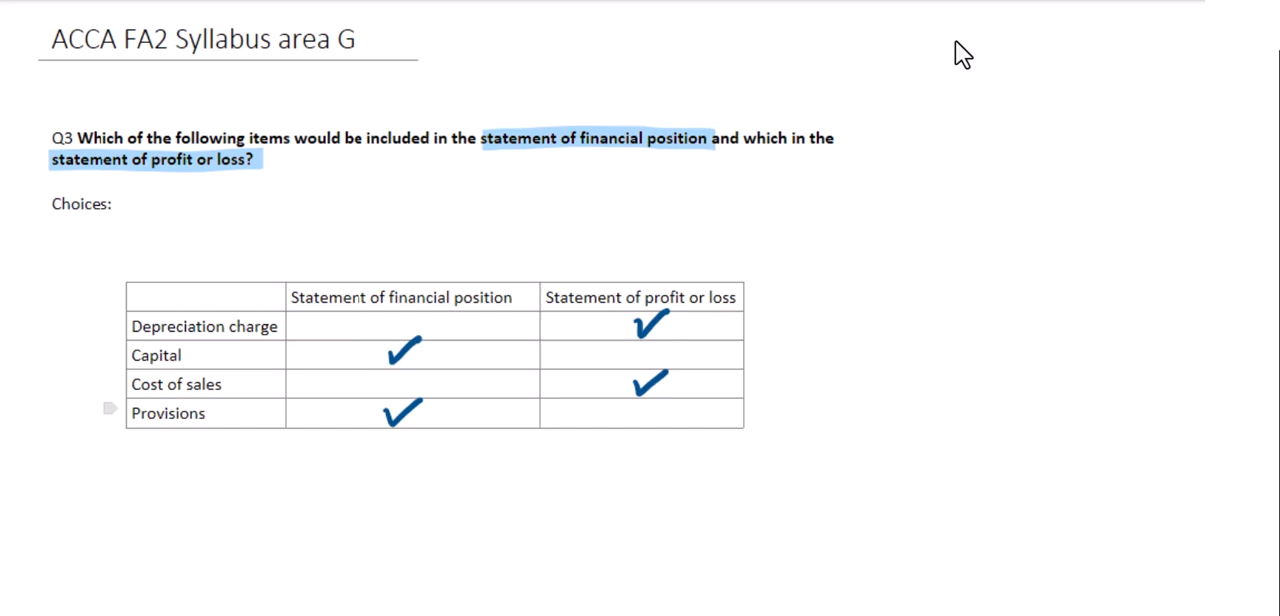 ACCA FA2 Syllabus area G
Q3 Which of the following items would be included in the statement of financial position and which in the
statement of profit or loss?
Choices:
Statement of financial position Statement of profit or loss
Depreciation charge ✓
Capital ✓
Cost of sales ✓
Provisions ✓